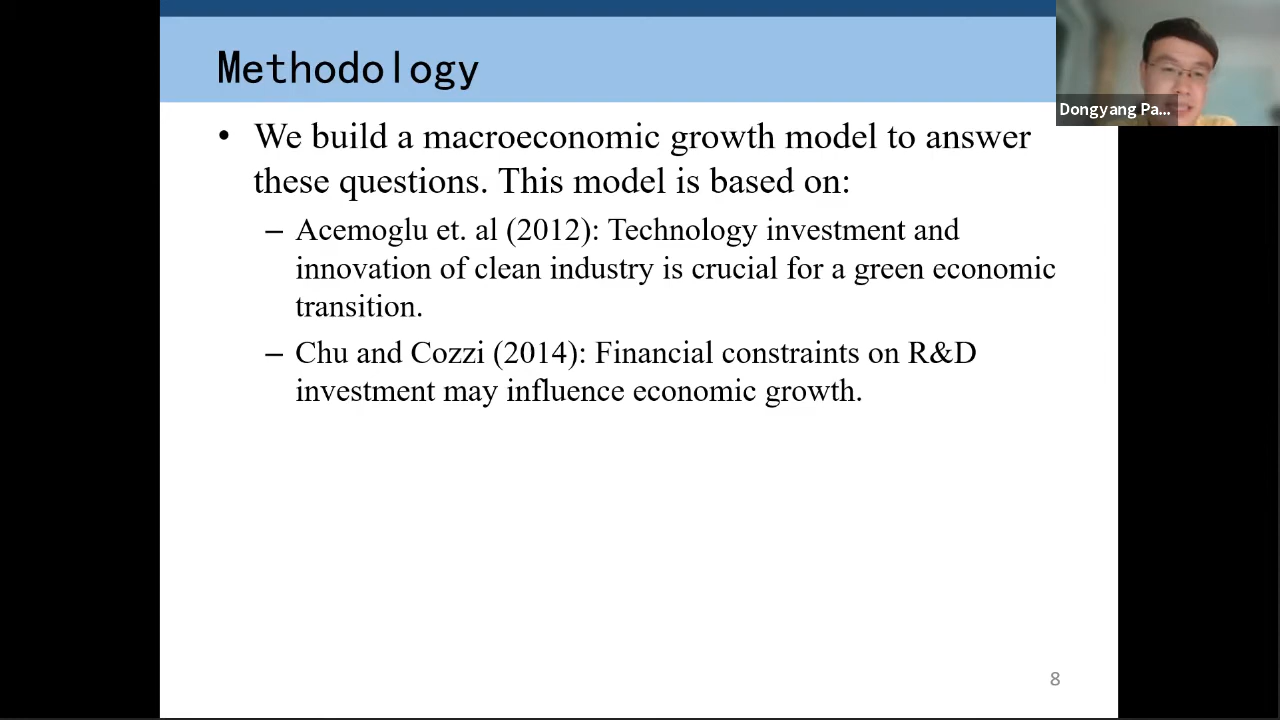 Methodology
Dongyang Pa...
• We build a macroeconomic growth model to answer
these questions. This model is based on:
– Acemoglu et. al (2012): Technology investment and
innovation of clean industry is crucial for a green economic
transition.
– Chu and Cozzi (2014): Financial constraints on R&D
investment may influence economic growth.
8